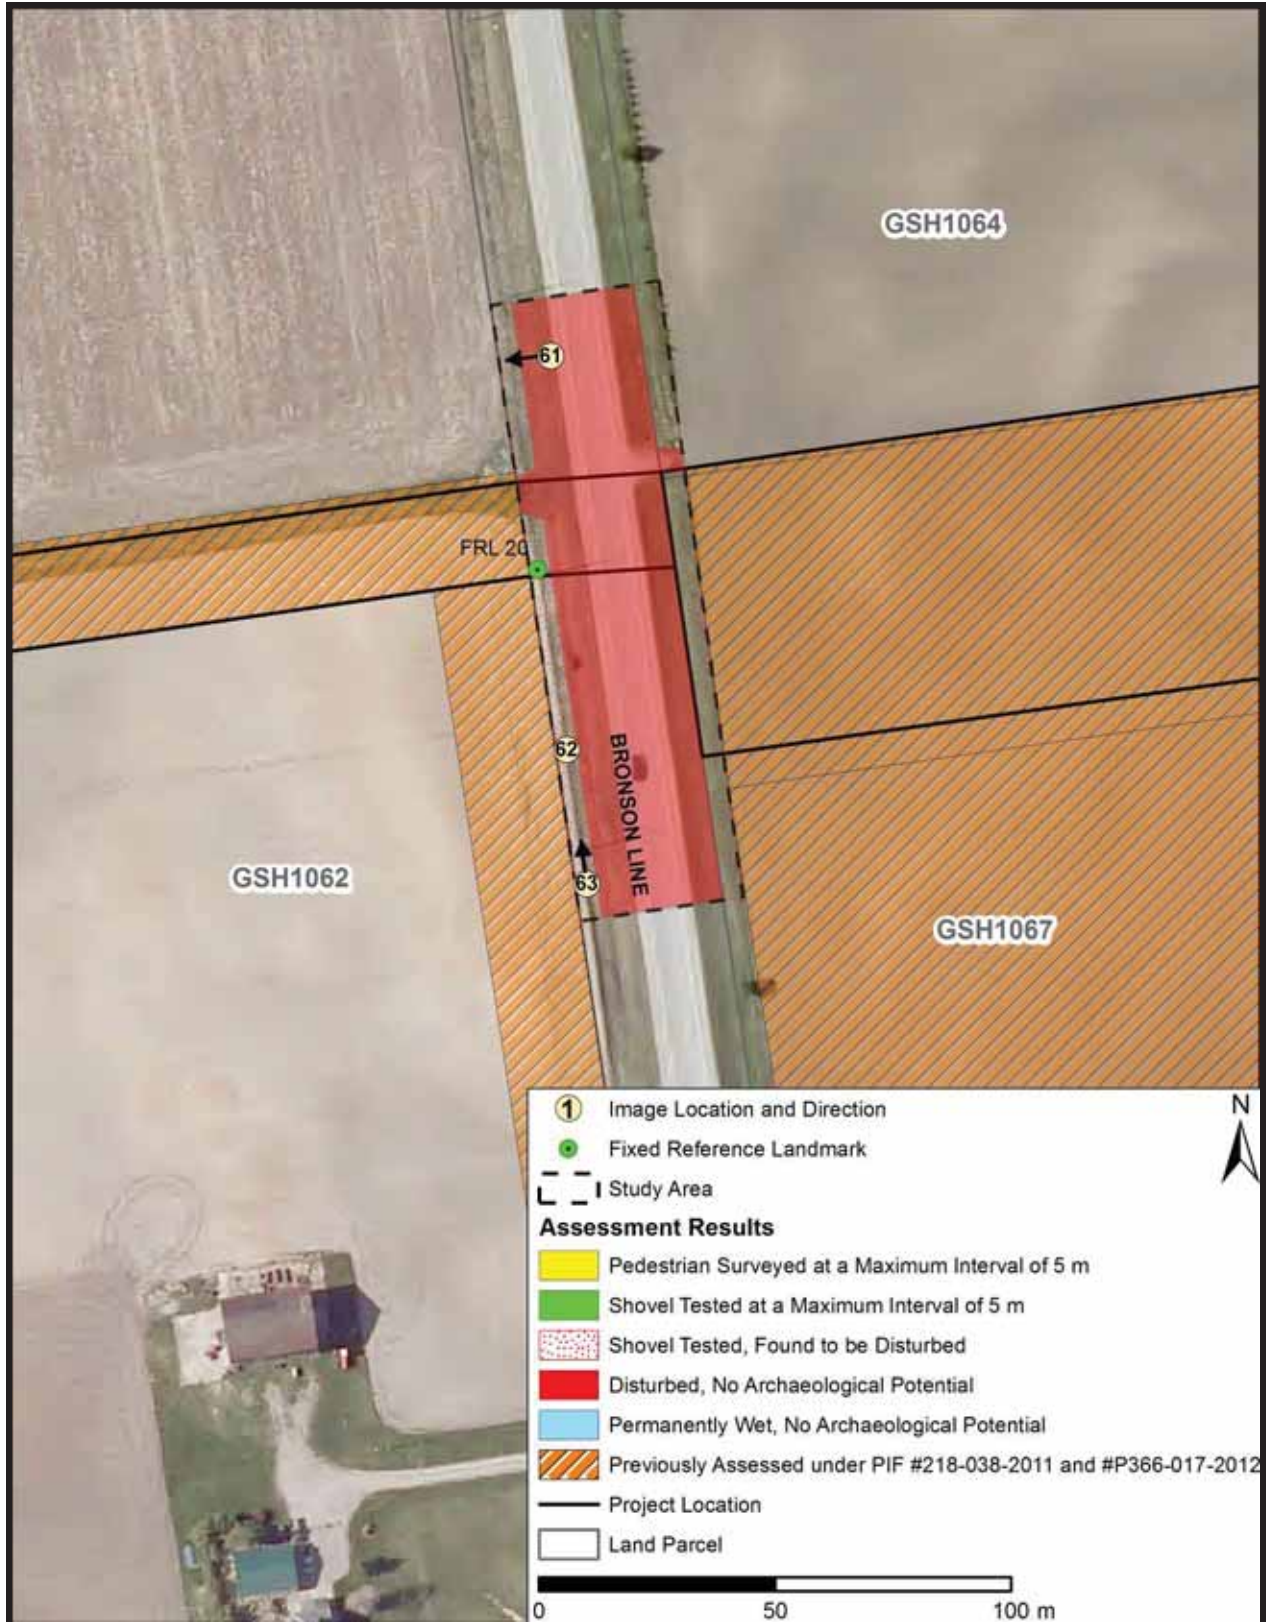 GSH1064
61
FRL 20
62
BRONSON LINE
63
GSH1062
GSH1067
1 Image Location and Direction
N
Fixed Reference Landmark
Study Area
Assessment Results
Pedestrian Surveyed at a Maximum Interval of 5 m
Shovel Tested at a Maximum Interval of 5 m
Shovel Tested, Found to be Disturbed
Disturbed, No Archaeological Potential
Permanently Wet, No Archaeological Potential
Previously Assessed under PIF #218-038-2011 and #P366-017-2012
Project Location
Land Parcel
0 50 100 m